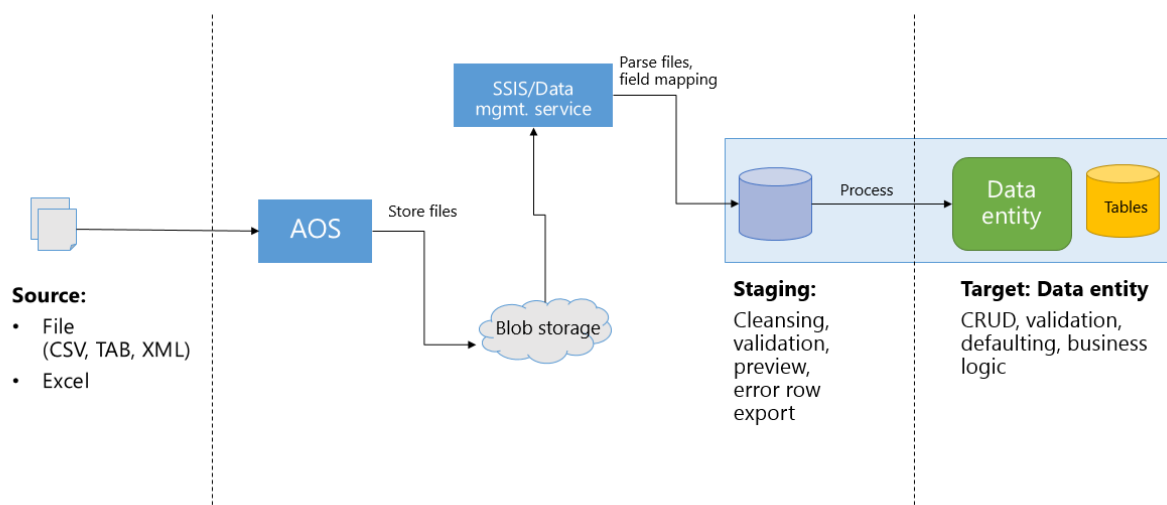 SSIS/Data
mgmt. service
Parse files,
field mapping
AOS
Store files
Process
Data
entity
Tables
Blob storage
Source:
• File
(CSV, TAB, XML)
• Excel
Staging:
Cleansing,
validation,
preview,
error row
export
Target: Data entity
CRUD, validation,
defaulting, business
logic